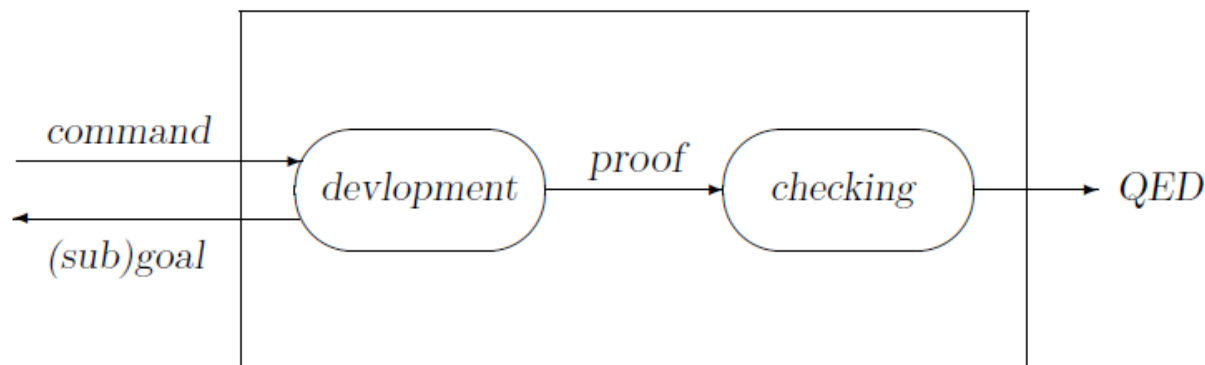 command
(sub)goal
devlopment
proof
checking
QED